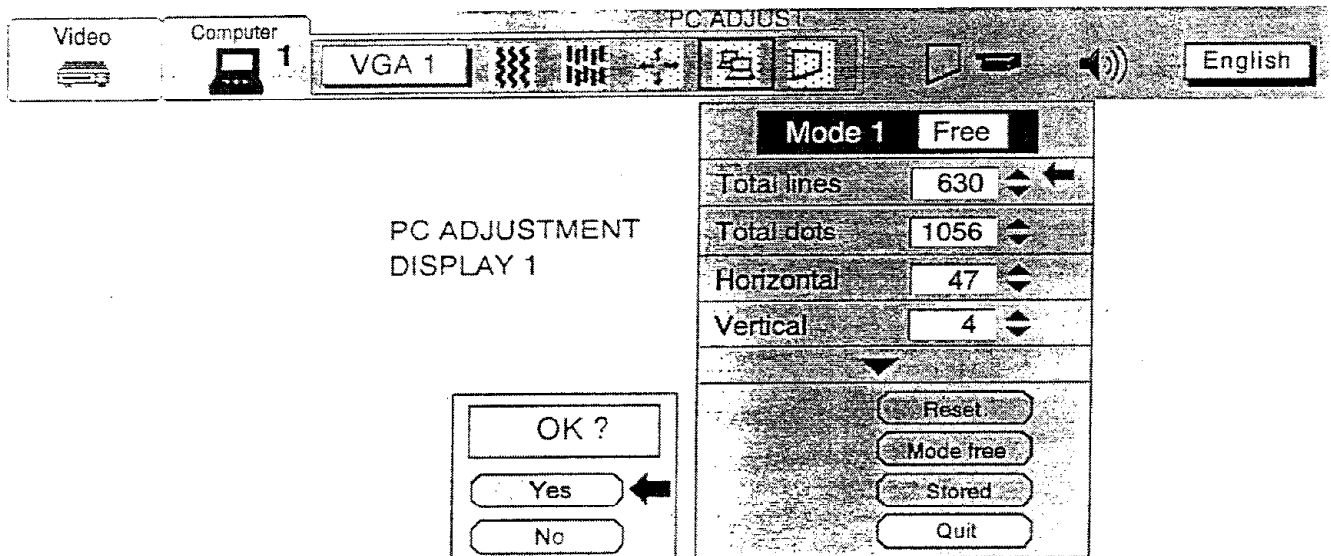 PC ADJUST
Video
Computer
1
VGA 1
English
Mode 1 Free
Total lines 630
Total dots 1056
Horizontal 47
Vertical 4
PC ADJUSTMENT
DISPLAY 1
Reset
Mode free
Stored
Quit
OK ?
Yes
No